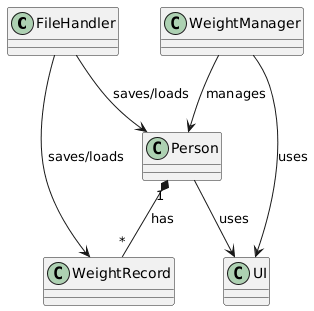 C FileHandler
C WeightManager
saves/loads
manages
C Person
saves/loads
uses
1
has
uses
*
C WeightRecord
C UI